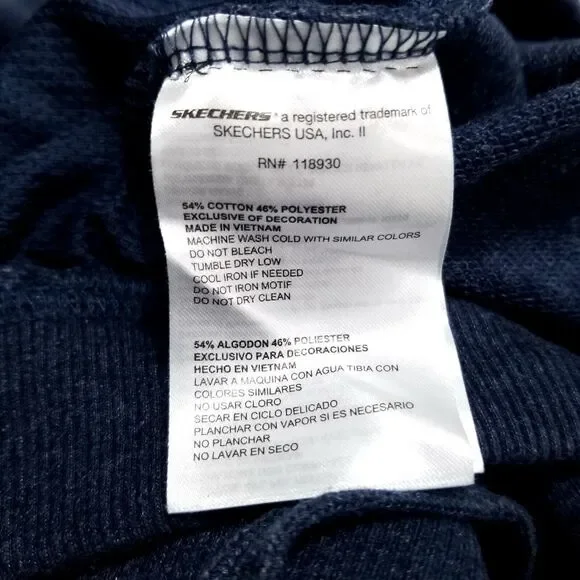 SKECHERS® a registered trademark of
SKECHERS USA, Inc. II
RN# 118930
54% COTTON 46% POLYESTER
EXCLUSIVE OF DECORATION
MADE IN VIETNAM
MACHINE WASH COLD WITH SIMILAR COLORS
DO NOT BLEACH
TUMBLE DRY LOW
COOL IRON IF NEEDED
DO NOT IRON MOTIF
DO NOT DRY CLEAN
54% ALGODON 46% POLIESTER
EXCLUSIVO PARA DECORACIONES
HECHO EN VIETNAM
LAVAR A MAQUINA CON AGUA TIBIA CON
COLORES SIMILARES
NO USAR CLORO
SECAR EN CICLO DELICADO
PLANCHAR CON VAPOR SI ES NECESARIO
NO PLANCHAR
NO LAVAR EN SECO